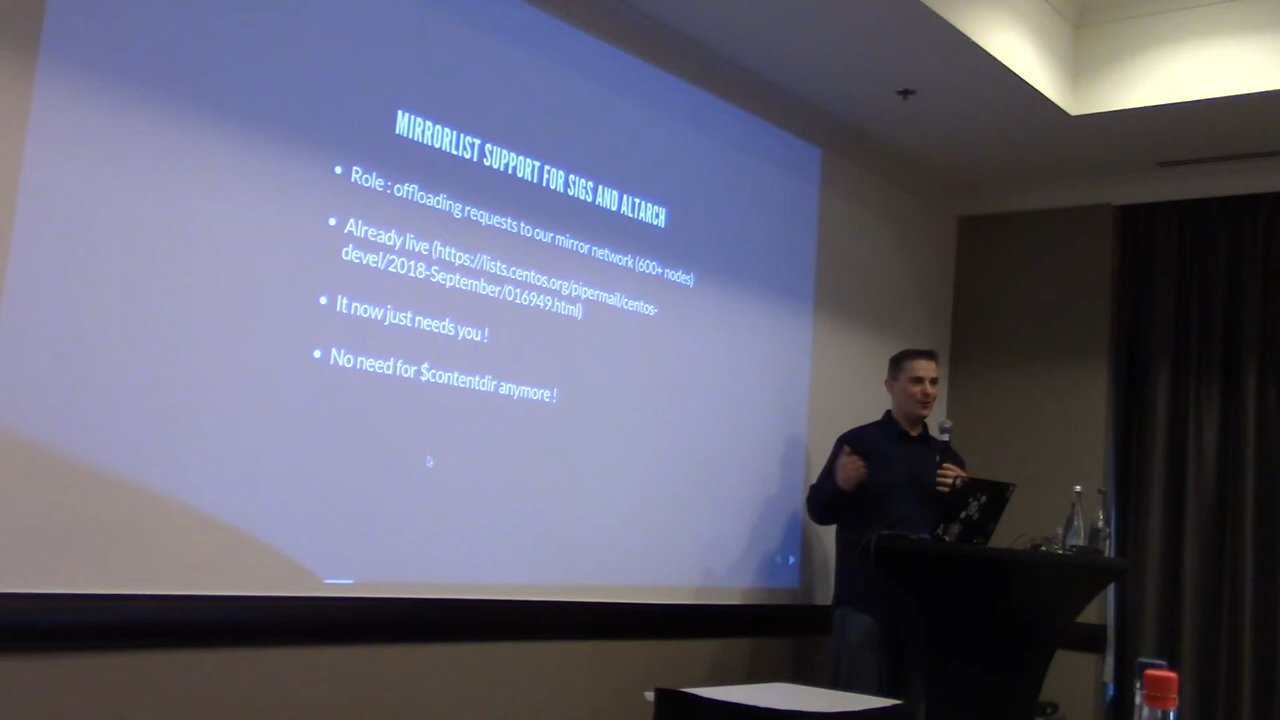 MIRRORLIST SUPPORT FOR SIGS AND ALTARCH
• Role : offloading requests to our mirror network (600+ nodes)
• Already live (https://lists.centos.org/pipermail/centos-
devel/2018-September/016949.html)
• It now just needs you !
• No need for $contentdir anymore !